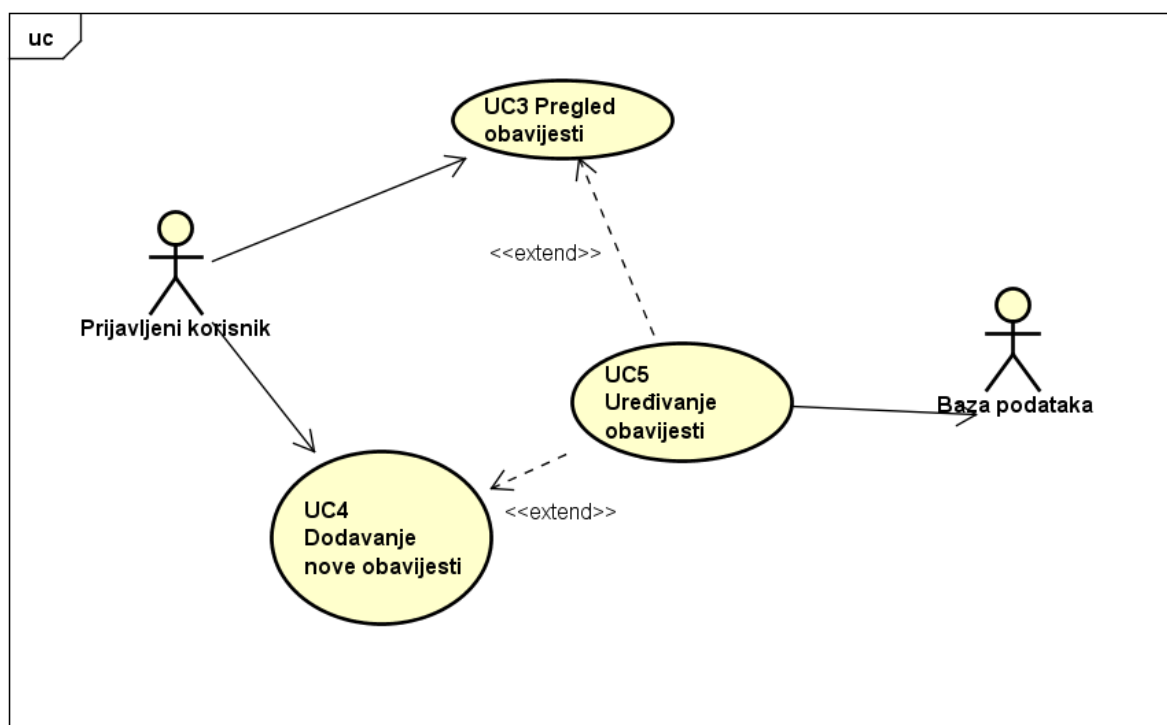 uc
UC3 Pregled
obavijesti
<<extend>>
Prijavljeni korisnik
UC5
Uređivanje
obavijesti
Baza podataka
<<extend>>
UC4
Dodavanje
nove obavijesti